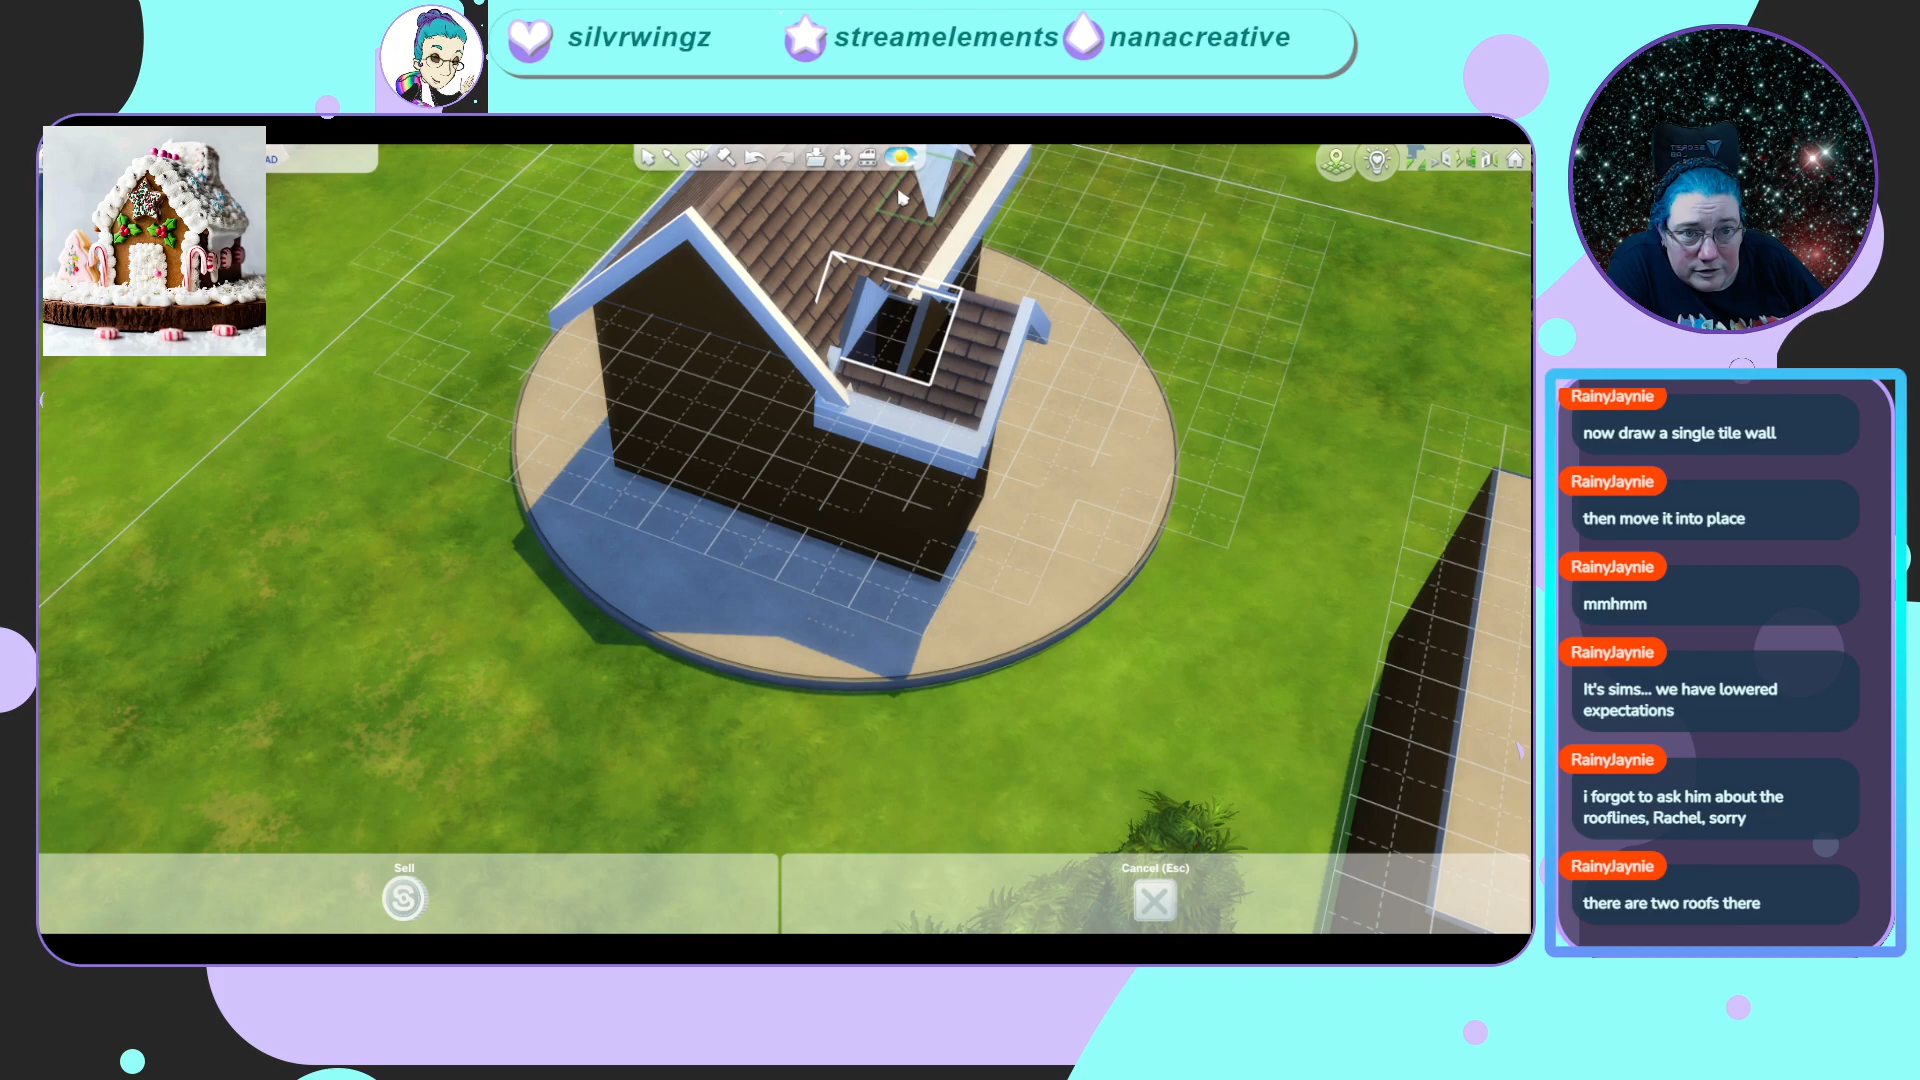 silvrwingz streamelements nanacreative
AD
RainyJaynie
now draw a single tile wall
RainyJaynie
then move it into place
RainyJaynie
mmhmm
RainyJaynie
It's sims... we have lowered
expectations
RainyJaynie
i forgot to ask him about the
rooflines, Rachel, sorry
RainyJaynie
there are two roofs there
Sell
Cancel (Esc)